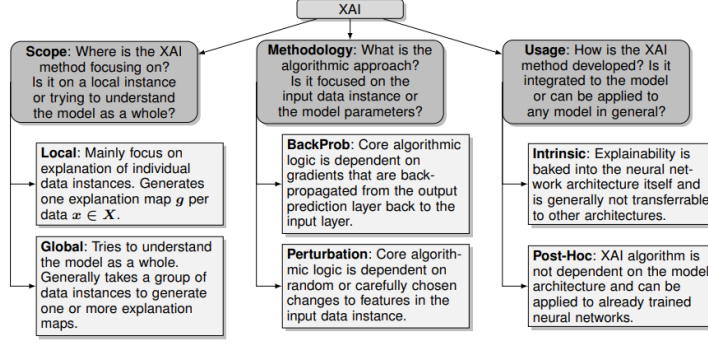 XAI
Scope: Where is the XAI
method focusing on?
Is it on a local instance
or trying to understand
the model as a whole?
Local: Mainly focus on
explanation of individual
data instances. Generates
one explanation map g per
data x ∈ X.
Global: Tries to understand
the model as a whole.
Generally takes a group of
data instances to generate
one or more explanation
maps.
Methodology: What is the
algorithmic approach?
Is it focused on the
input data instance or
the model parameters?
BackProb: Core algorithmic
logic is dependent on
gradients that are back-
propagated from the output
prediction layer back to the
input layer.
Perturbation: Core algorith-
mic logic is dependent on
random or carefully chosen
changes to features in the
input data instance.
Usage: How is the XAI
method developed? Is it
integrated to the model
or can be applied to
any model in general?
Intrinsic: Explainability is
baked into the neural net-
work architecture itself and
is generally not transferrable
to other architectures.
Post-Hoc: XAI algorithm is
not dependent on the model
architecture and can be
applied to already trained
neural networks.